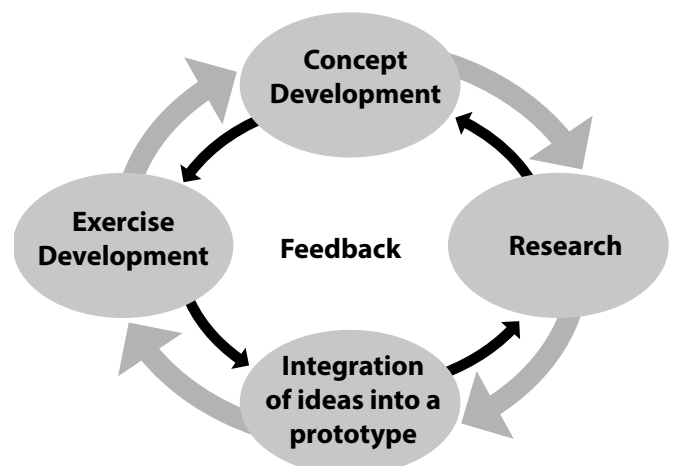 Concept
Development
Exercise
Development
Feedback
Research
Integration
of ideas into a
prototype